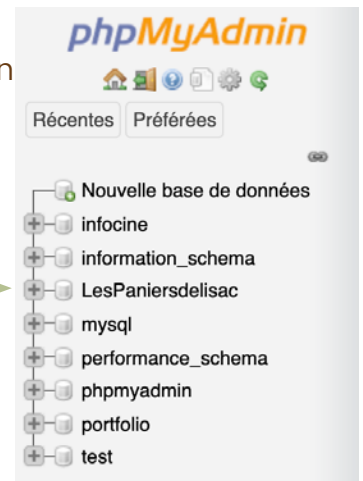 phpMyAdmin
n
Récentes Préférées
Nouvelle base de données
infocine
information_schema
LesPaniersdelisac
mysql
performance_schema
phpmyadmin
portfolio
test